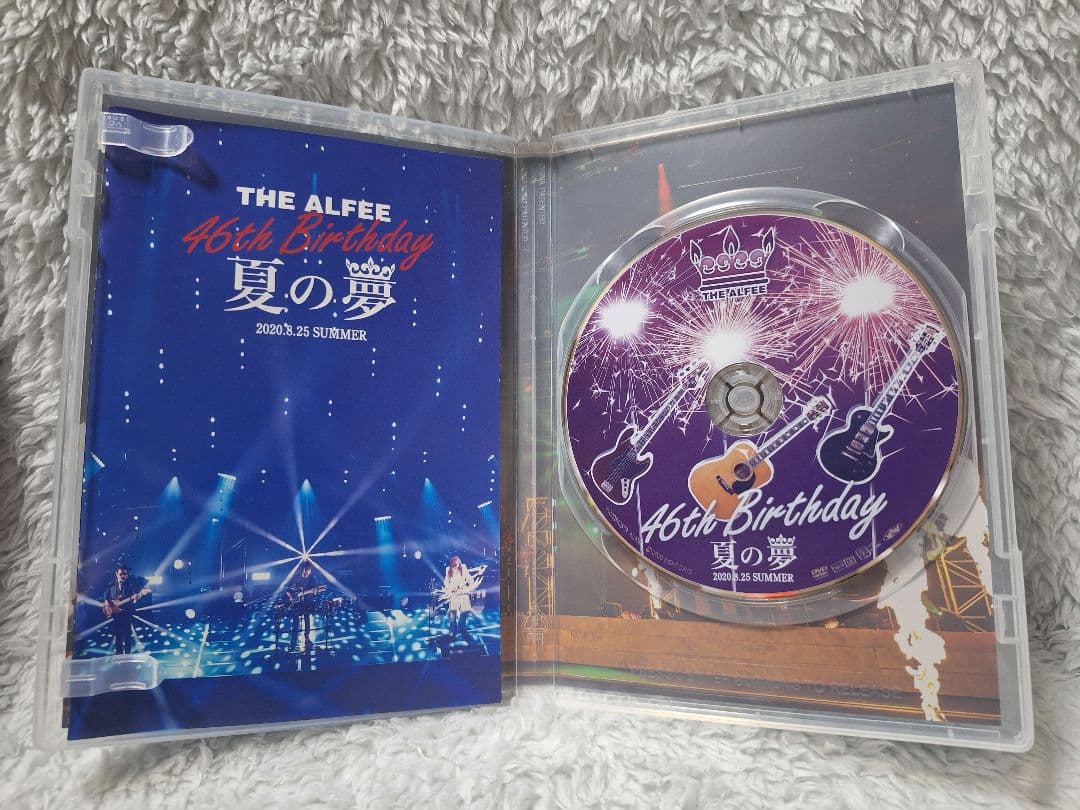 THE ALFEE
46th Birthday
夏の夢
2020.8.25 SUMMER
THE ALFEE
46th Birthday
夏の夢
2020.8.25 SUMMER
DVD